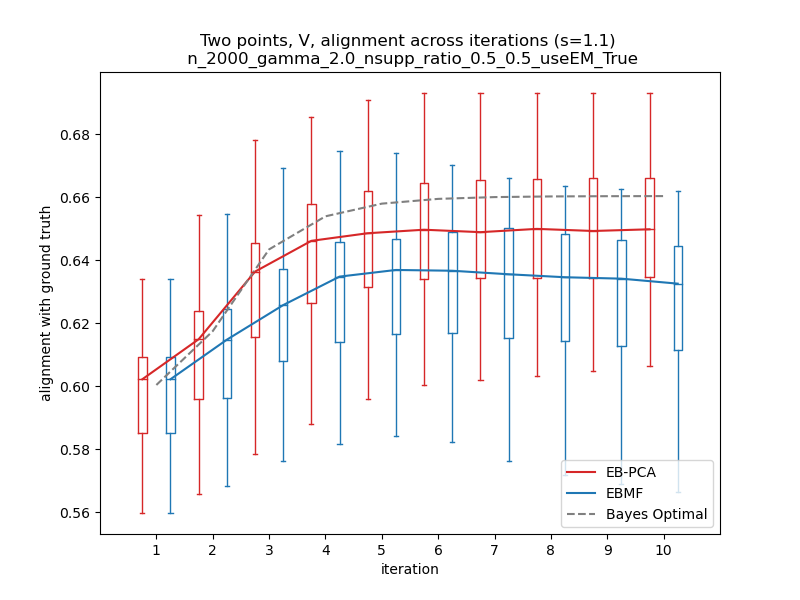 Two points, V, alignment across iterations (s=1.1)
n_2000_gamma_2.0_nsupp_ratio_0.5_0.5_useEM_True
alignment with ground truth
0.68
0.66
0.64
0.62
0.60
0.58
0.56
EB-PCA
EBMF
Bayes Optimal
1 2 3 4 5 6 7 8 9 10
iteration